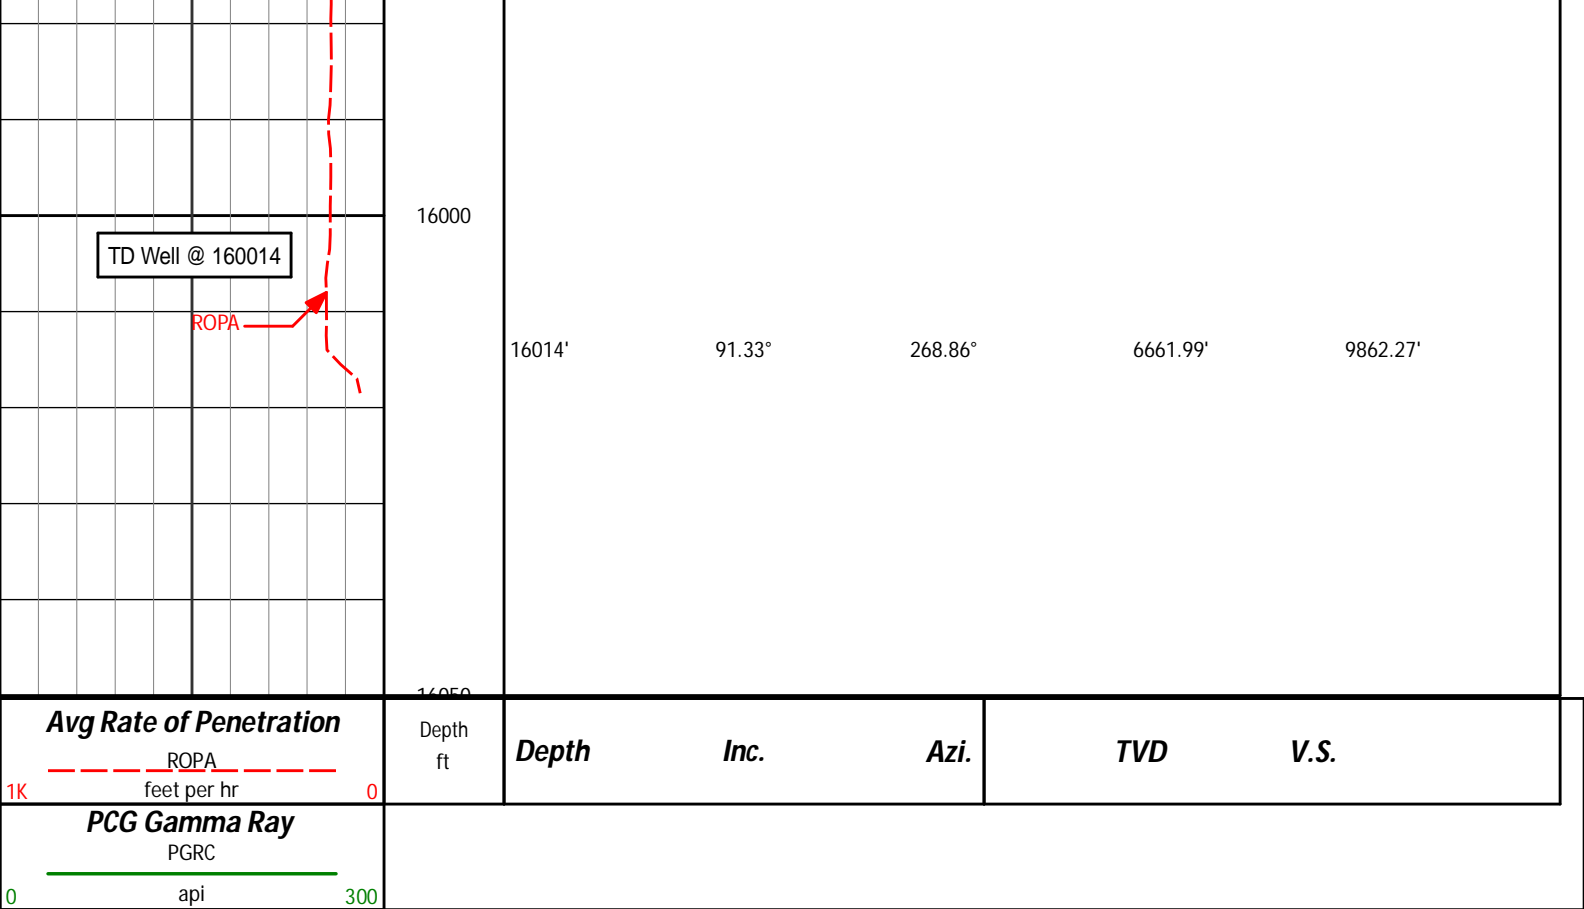 16000
TD Well @ 160014
ROPA
16014' 91.33° 268.86° 6661.99' 9862.27'
16050
Avg Rate of Penetration
ROPA
1K feet per hr 0
Depth
ft
Depth Inc. Azi. TVD V.S.
PCG Gamma Ray
PGRC
0 api 300